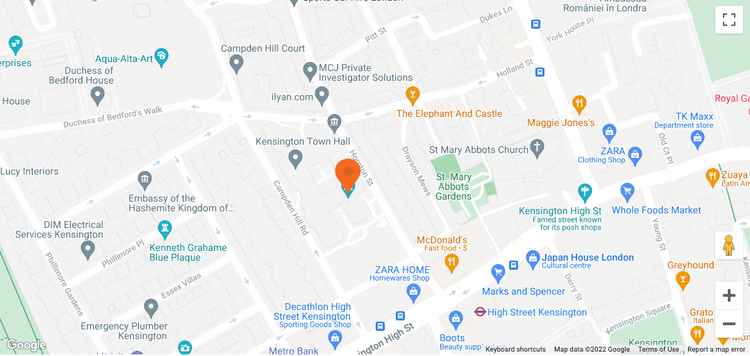 Sports Car Hire London
Ambasada
României în Londra
Dukes Ln
Pitt St
York House Pl
Campden Hill Court
Aqua-Alta-Art
erprises
MCJ Private
Investigator Solutions
Holland St
Duchess of
Bedford House
House
ilyan.com
The Elephant And Castle
Royal G
Maggie Jones's
TK Maxx
Department store
Duchess of Bedford's Walk
Kensington Town Hall
St Mary Abbots Church
ZARA
Clothing Shop
Old Ct Pl
Hornton St
Drayson Mews
Lucy Interiors
St. Mary
Abbots
Gardens
Zuaya
Latin Am
Embassy of the
Hashemite Kingdom of…
Campden Hill Rd
Kensington High St
Famed street known
for its posh shops
Whole Foods Market
DIM Electrical
Services Kensington
Kenneth Grahame
Blue Plaque
Phillimore Pl
McDonald's
Fast food • $
Young St
Japan House London
Cultural centre
Greyhound
ZARA HOME
Homewares Shop
Phillimore Gardens
Essex Villas
Marks and Spencer
Derry St
Decathlon High
Street Kensington
Sporting Goods Shop
High Street Kensington
Kensington Square
Grato
Italian
Emergency Plumber
Kensington
Boots
Beauty supply
Metro Bank
Kensington High St
Mo
Google
Keyboard shortcuts
Map data ©2022 Google
Terms of Use
Report a map error